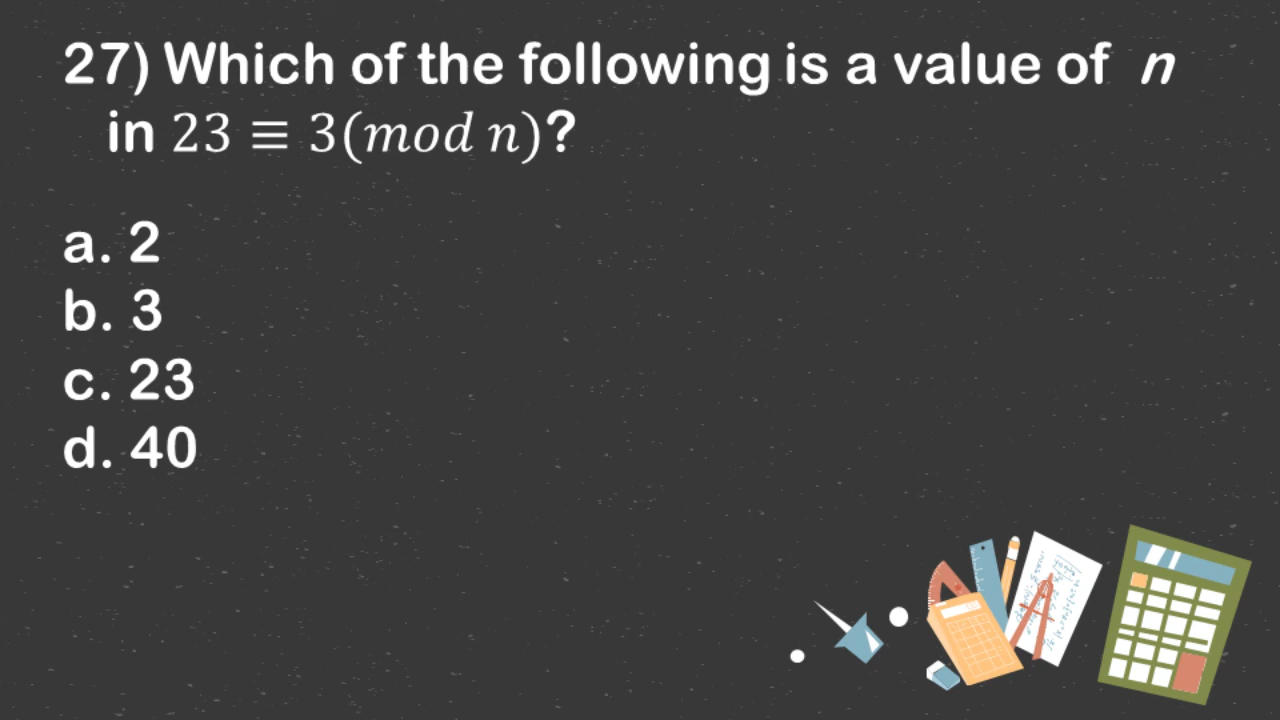 27) Which of the following is a value of n
in 23 ≡ 3(mod n)?
a. 2
b. 3
c. 23
d. 40